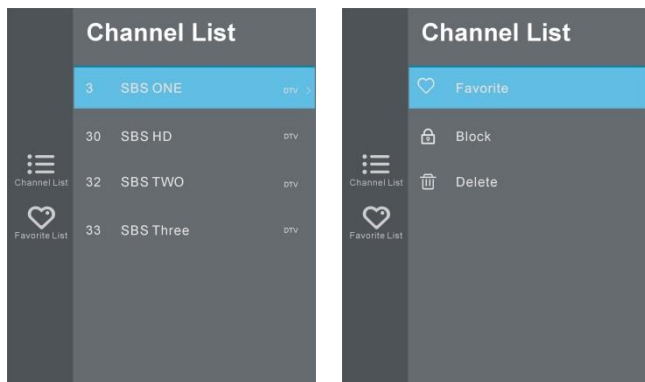 Channel List
3 SBS ONE DTV >
30 SBS HD DTV
32 SBS TWO DTV
33 SBS Three DTV
Channel List
Favorite List
Channel List
Favorite
Block
Delete
Channel List
Favorite List